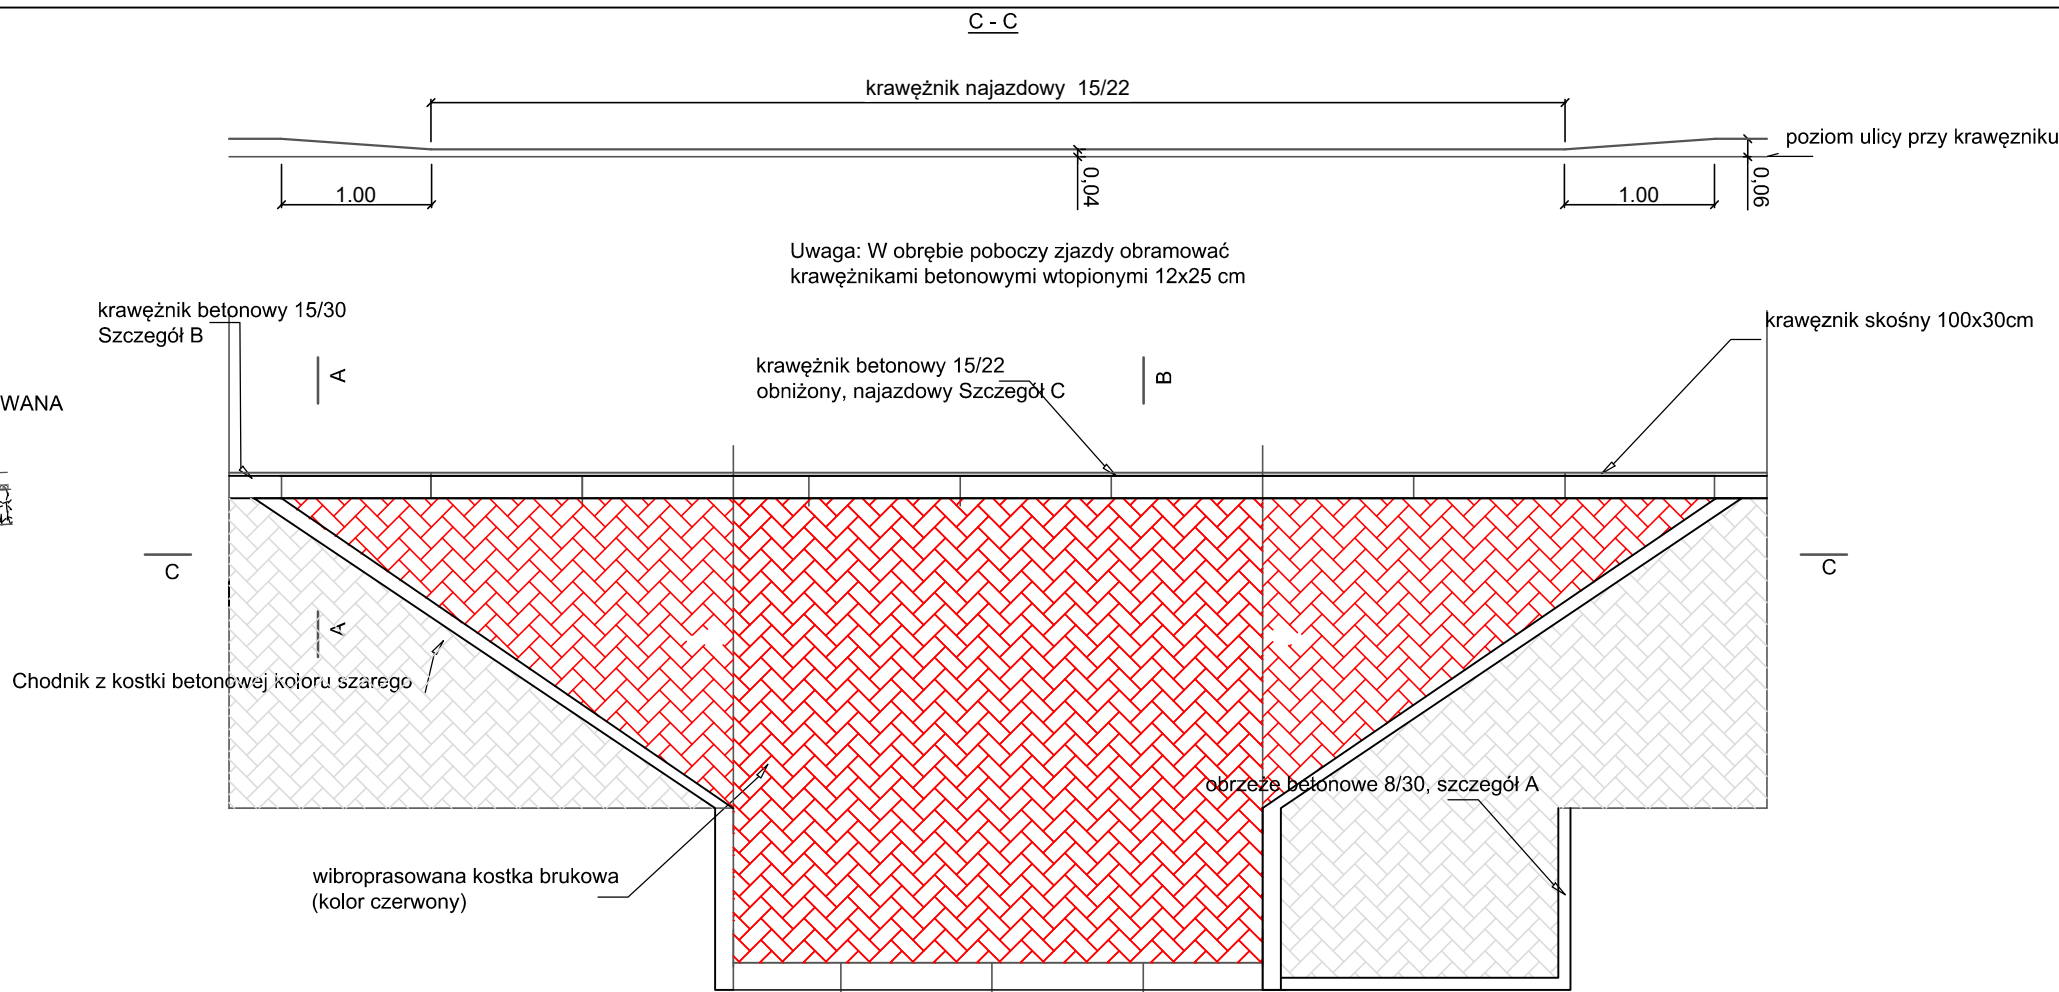 C - C
krawężnik najazdowy 15/22
poziom ulicy przy krawęzniku
1.00
0,04
1.00
0,06
Uwaga: W obrębie poboczy zjazdy obramować
krawężnikami betonowymi wtopionymi 12x25 cm
krawężnik betonowy 15/30
Szczegół B
krawęznik skośny 100x30cm
krawężnik betonowy 15/22
obniżony, najazdowy Szczegół C
A
B
WANA
C
C
A
Chodnik z kostki betonowej koloru szarego
obrzeże betonowe 8/30, szczegół A
wibroprasowana kostka brukowa
(kolor czerwony)